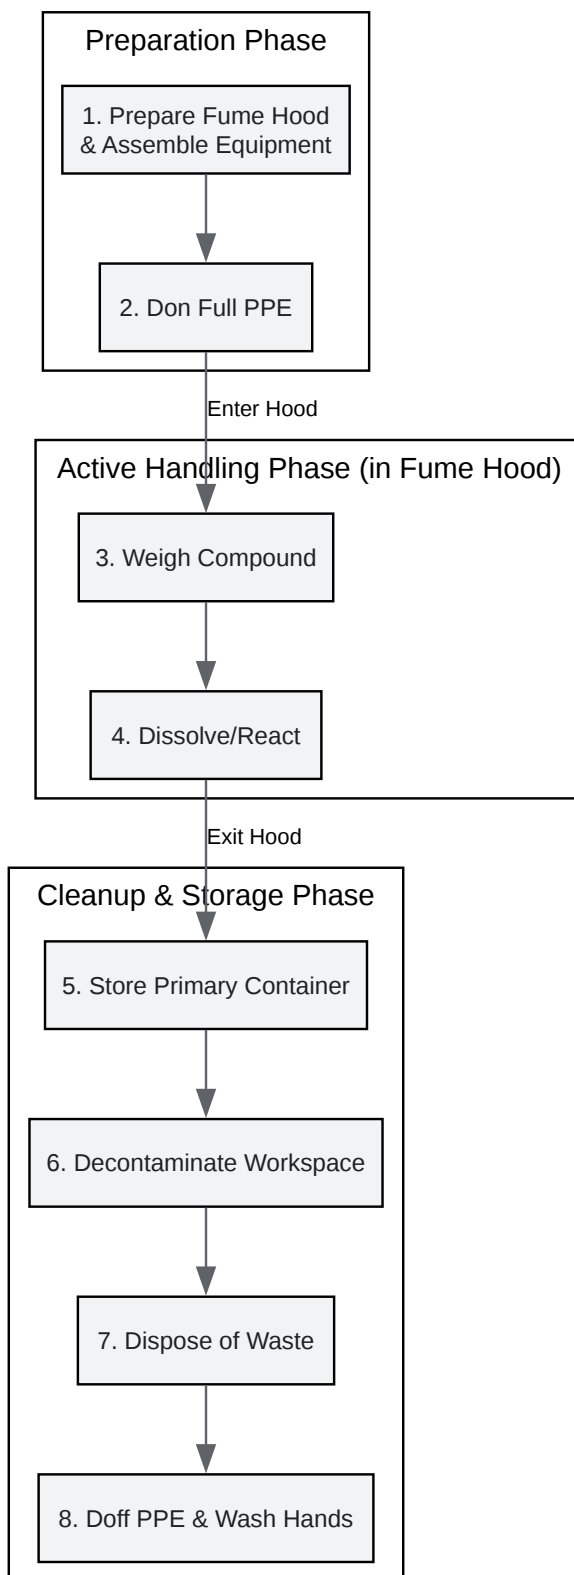 Preparation Phase
1. Prepare Fume Hood
& Assemble Equipment
2. Don Full PPE
Enter Hood
Active Handling Phase (in Fume Hood)
3. Weigh Compound
4. Dissolve/React
Exit Hood
Cleanup & Storage Phase
5. Store Primary Container
6. Decontaminate Workspace
7. Dispose of Waste
8. Doff PPE & Wash Hands